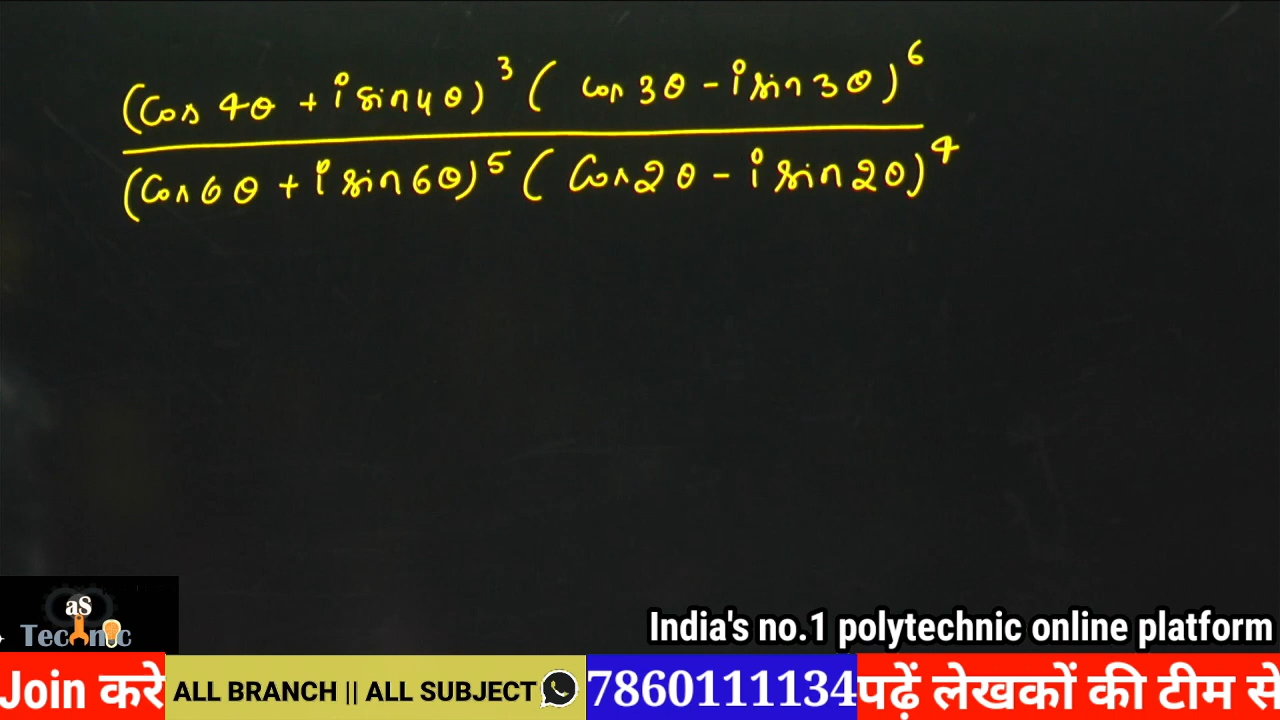 (cos 4θ + i sin 4θ)³ ( cos 3θ - i sin 3θ)⁶
(cos 6θ + i sin 6θ)⁵ ( cos 2θ - i sin 2θ)⁴
aS
Tecnic
India's no.1 polytechnic online platform
Join करे ALL BRANCH || ALL SUBJECT 7860111134 पढ़ें लेखकों की टीम से